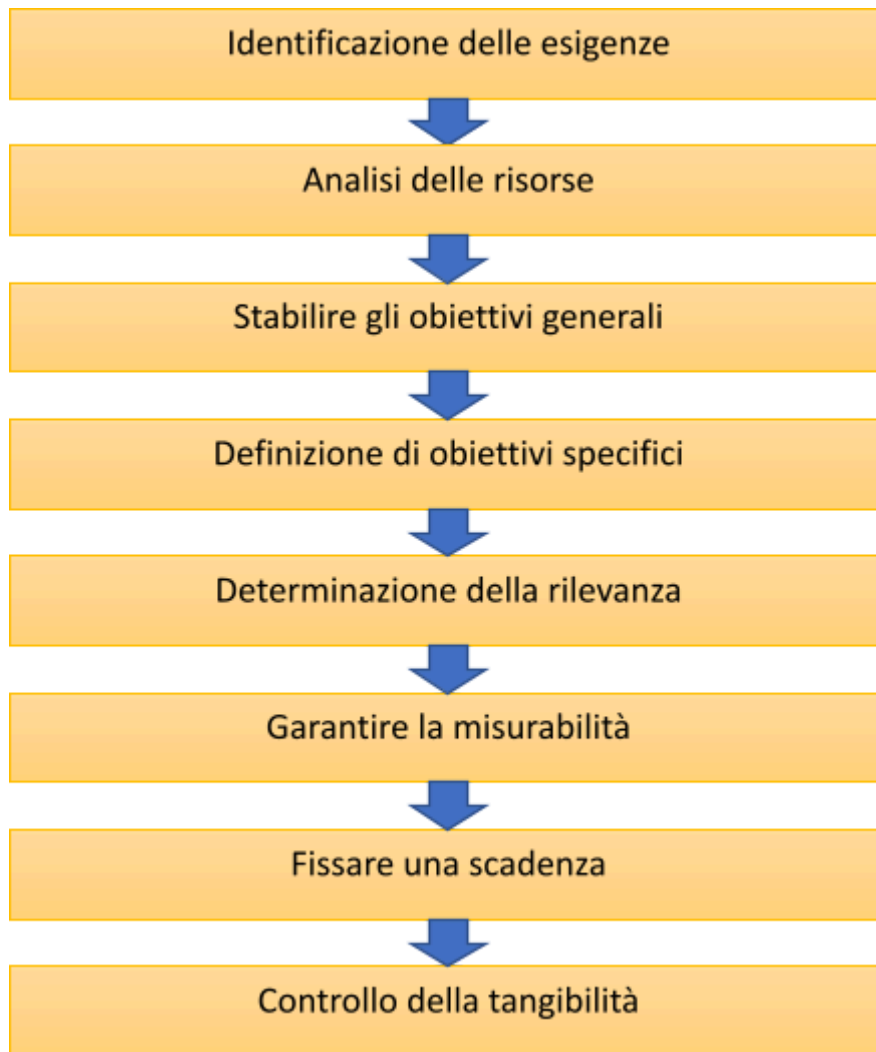 Identificazione delle esigenze
Analisi delle risorse
Stabilire gli obiettivi generali
Definizione di obiettivi specifici
Determinazione della rilevanza
Garantire la misurabilità
Fissare una scadenza
Controllo della tangibilità